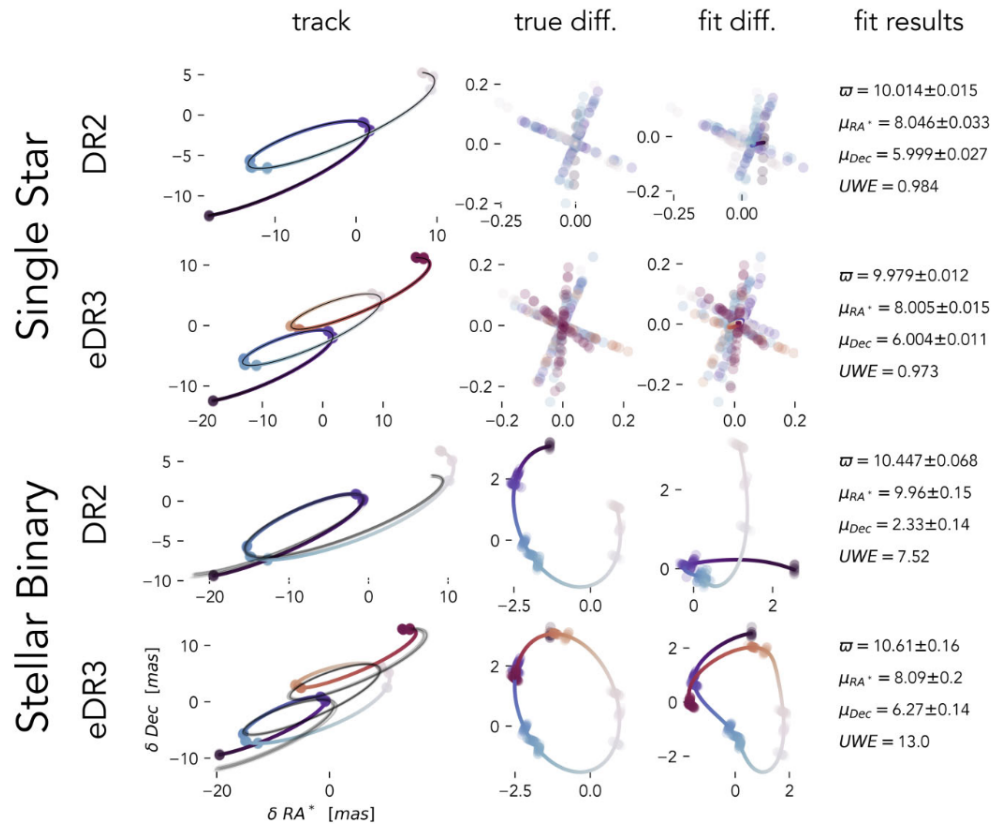 track true diff. fit diff. fit results
Single Star
DR2
5
0
−5
−10
−10 0 10
0.2
0.0
−0.2
−0.25 0.00
0.0
−0.2
−0.25 0.00
ϖ = 10.014±0.015
μRA* = 8.046±0.033
μDec = 5.999±0.027
UWE = 0.984
eDR3
10
0
−10
−20 −10 0 10
0.2
0.0
−0.2
−0.2 0.0 0.2
0.2
0.0
−0.2
0.0 0.2
ϖ = 9.979±0.012
μRA* = 8.005±0.015
μDec = 6.004±0.011
UWE = 0.973
Stellar Binary
DR2
5
0
−5
−10
−20 −10 0 10
2
0
−2.5 0.0
4
2
0
0 2
ϖ = 10.447±0.068
μRA* = 9.96±0.15
μDec = 2.33±0.14
UWE = 7.52
eDR3
δ Dec [mas]
10
0
−10
−20 0
δ RA* [mas]
2
0
−2.5 0.0
2
0
−2
0 2
ϖ = 10.61±0.16
μRA* = 8.09±0.2
μDec = 6.27±0.14
UWE = 13.0